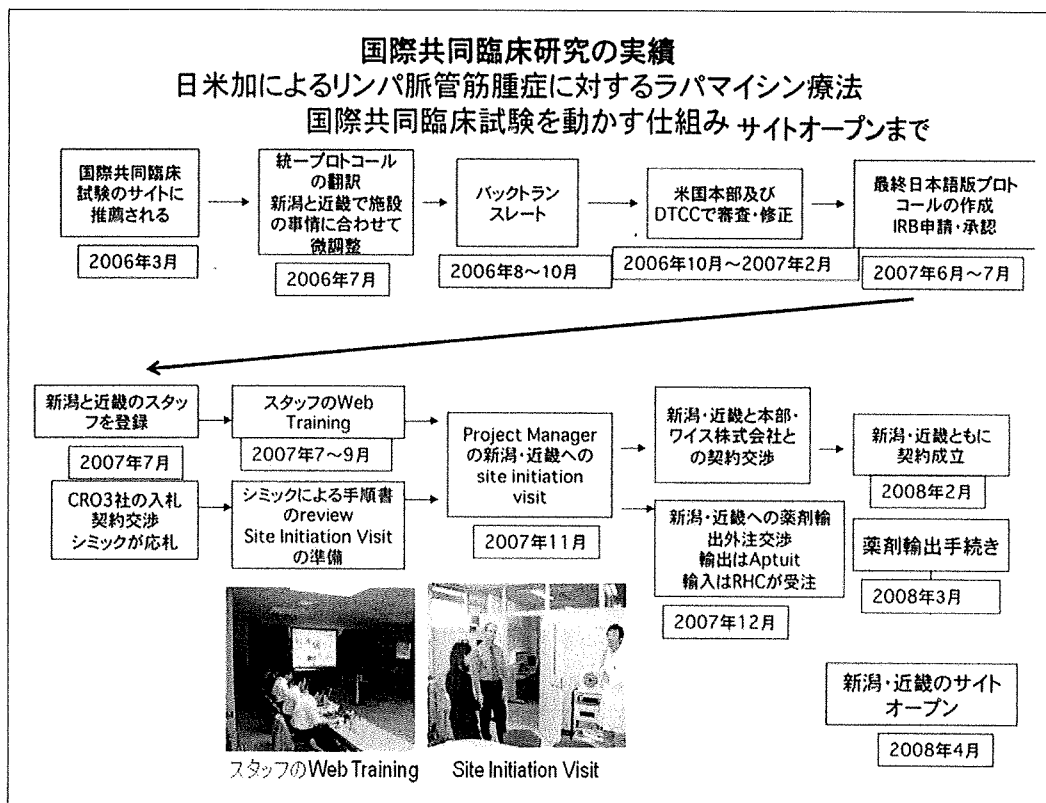 国際共同臨床研究の実績
日米加によるリンパ脈管筋腫症に対するラパマイシン療法
国際共同臨床試験を動かす仕組み サイトオープンまで
国際共同臨床
試験のサイトに
推薦される
2006年3月
統一プロトコール
の翻訳
新潟と近畿で施設
の事情に合わせて
微調整
2006年7月
バックトラン
スレート
2006年8～10月
米国本部及び
DTCCで審査・修正
2006年10月～2007年2月
最終日本語版プロト
コールの作成
IRB申請・承認
2007年6月～7月
新潟と近畿のスタッ
フを登録
2007年7月
CRO3社の入札
契約交渉
シミックが応札
スタッフのWeb
Training
2007年7～9月
シミックによる手順書
のreview
Site Initiation Visit
の準備
Project Manager
の新潟・近畿への
site initiation
visit
2007年11月
新潟・近畿と本部・
ワイス株式会社と
の契約交渉
新潟・近畿への薬剤輸
出外注交渉
輸出はAptuit
輸入はRHCが受注
2007年12月
新潟・近畿ともに
契約成立
2008年2月
薬剤輸出手続き
2008年3月
新潟・近畿のサイト
オープン
2008年4月
スタッフのWeb Training
Site Initiation Visit